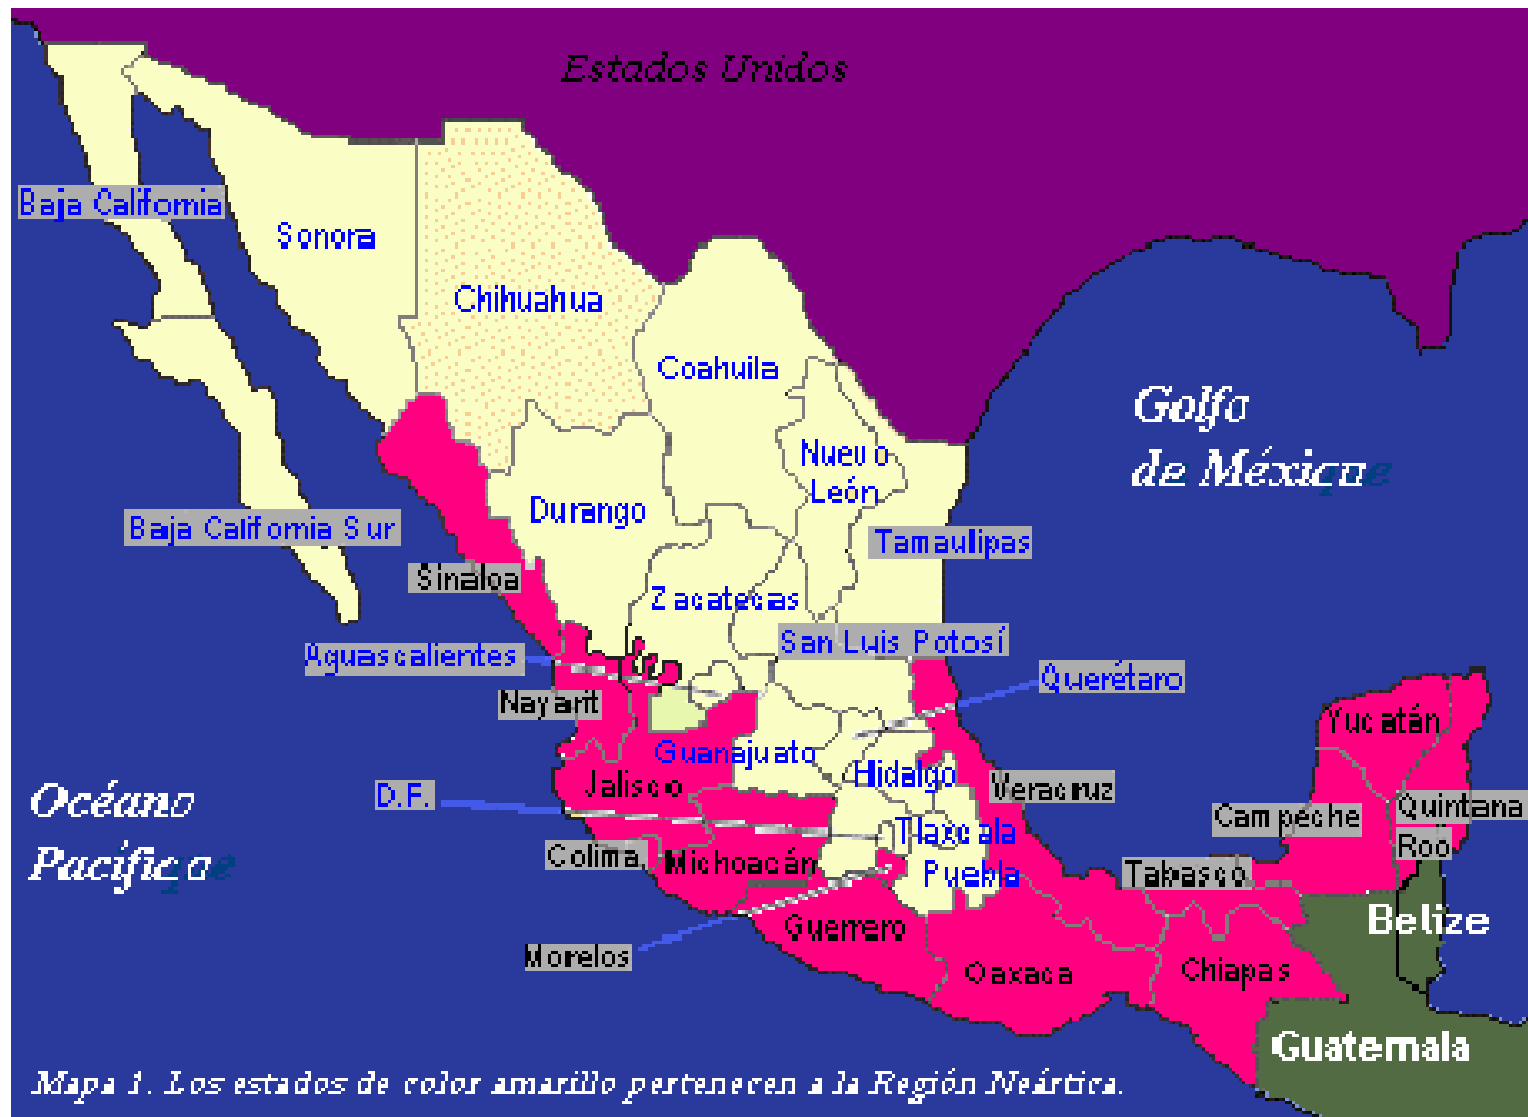 Estados Unidos
Baja California
Sonora
Chihuahua
Coahuila
Golfo
de México
Nuevo
León
Durango
Baja California Sur
Tamaulipas
Sinaloa
Zacatecas
San Luis Potosí
Aguascalientes
Querétaro
Nayarit
Yucatán
Guanajuato
Hidalgo
Jalisco
Veracruz
D.F.
Océano
Pacífico
Quintana
Roo
Campeche
Tlaxcala
Colima
Michoacán
Puebla
Tabasco
Guerrero
Belize
Morelos
Oaxaca
Chiapas
Guatemala
Mapa 1. Los estados de color amarillo pertenecen a la Región Neártica.